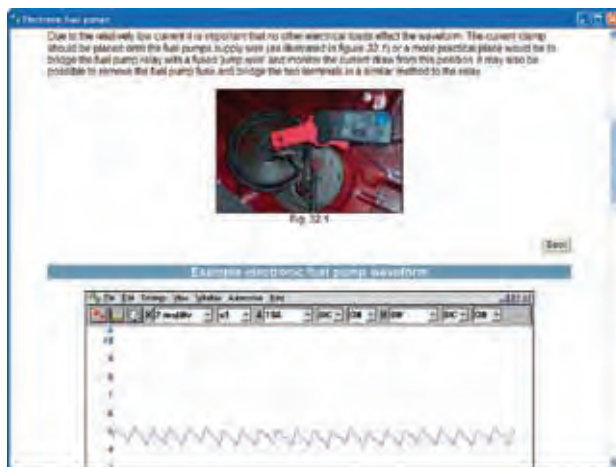 Electronic fuel pumps
Due to the relatively low current it is important that no other electrical loads effect the waveform. The current clamp
should be placed onto the fuel pumps supply wire (as illustrated in figure 32.1) or a more practical place would be to
bridge the fuel pump relay with a fused 'jump wire' and monitor the current draw from this position. It may also be
possible to remove the fuel pump fuse and bridge the two terminals in a similar method to the relay.
Fig. 32.1
Back
Example electronic fuel pump waveform
File Edit Settings View Window Automotive Help
x1 A DC Off B Off DC Off